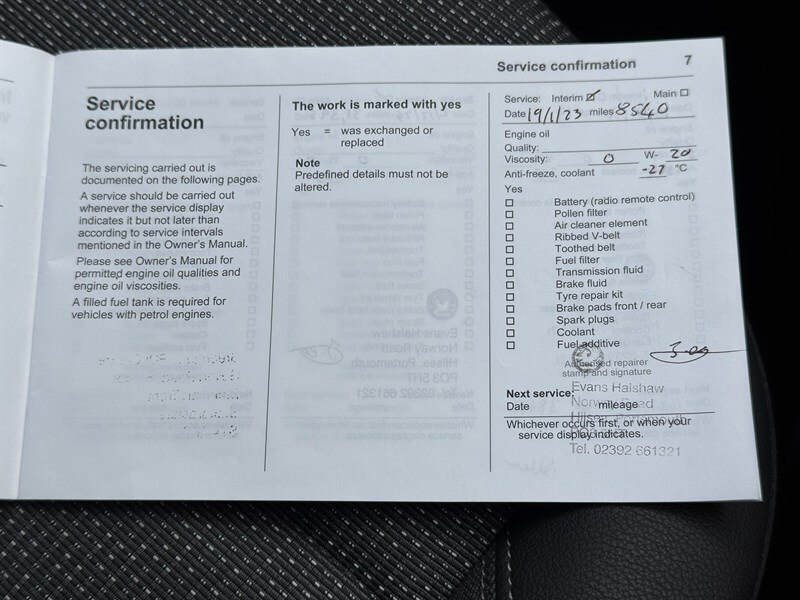 Service confirmation 7
Service
confirmation
The servicing carried out is
documented on the following pages.
A service should be carried out
whenever the service display
indicates it but not later than
according to service intervals
mentioned in the Owner's Manual.
Please see Owner's Manual for
permitted engine oil qualities and
engine oil viscosities.
A filled fuel tank is required for
vehicles with petrol engines.
The work is marked with yes
Yes = was exchanged or
replaced
Note
Predefined details must not be
altered.
Service: Interim Main
Date 19/1/23 miles 8540
Engine oil
Quality:
Viscosity: 0 W- 20
Anti-freeze, coolant -27 °C
Yes
Battery (radio remote control)
Pollen filter
Air cleaner element
Ribbed V-belt
Toothed belt
Fuel filter
Transmission fluid
Brake fluid
Tyre repair kit
Brake pads front / rear
Spark plugs
Coolant
Fuel additive
Authorised repairer
stamp and signature
Evans Halshaw
Norway Road
Hilsea, Portsmouth
Tel. 02392 661321
Next service:
Date mileage
Whichever occurs first, or when your
service display indicates.